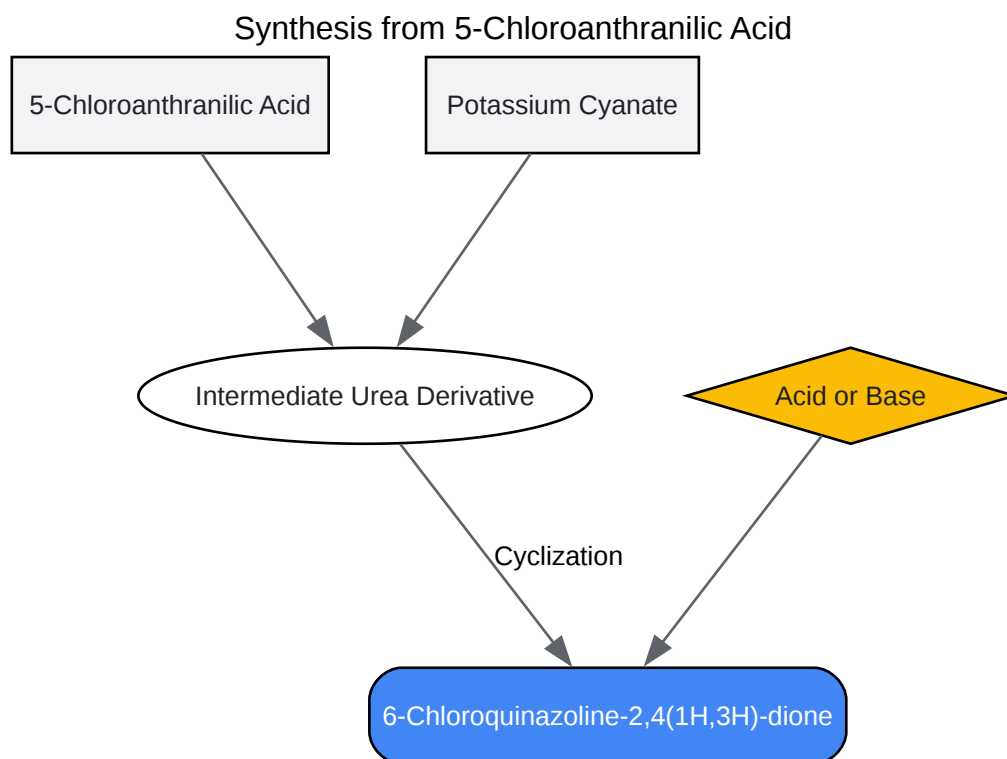 Synthesis from 5-Chloroanthranilic Acid
5-Chloroanthranilic Acid
Potassium Cyanate
Intermediate Urea Derivative
Acid or Base
Cyclization
6-Chloroquinazoline-2,4(1H,3H)-dione